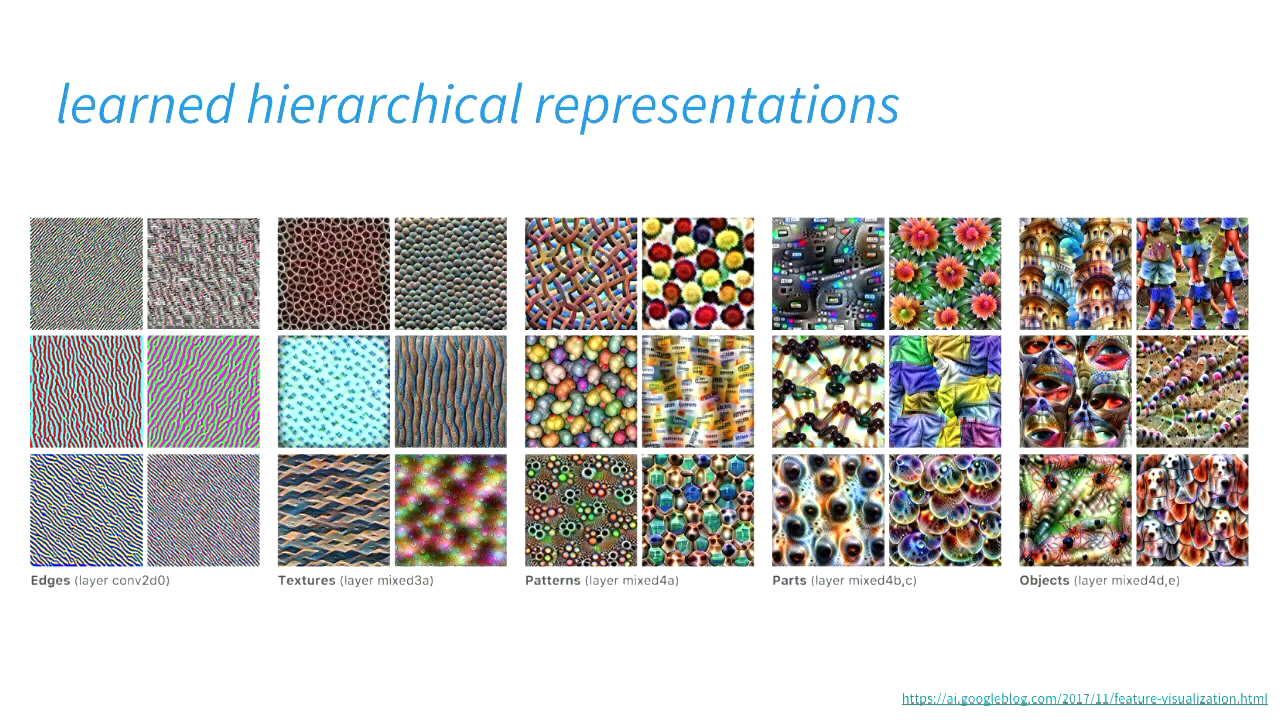 learned hierarchical representations
Edges (layer conv2d0)
Textures (layer mixed3a)
Patterns (layer mixed4a)
Parts (layer mixed4b,c)
Objects (layer mixed4d,e)
https://ai.googleblog.com/2017/11/feature-visualization.html